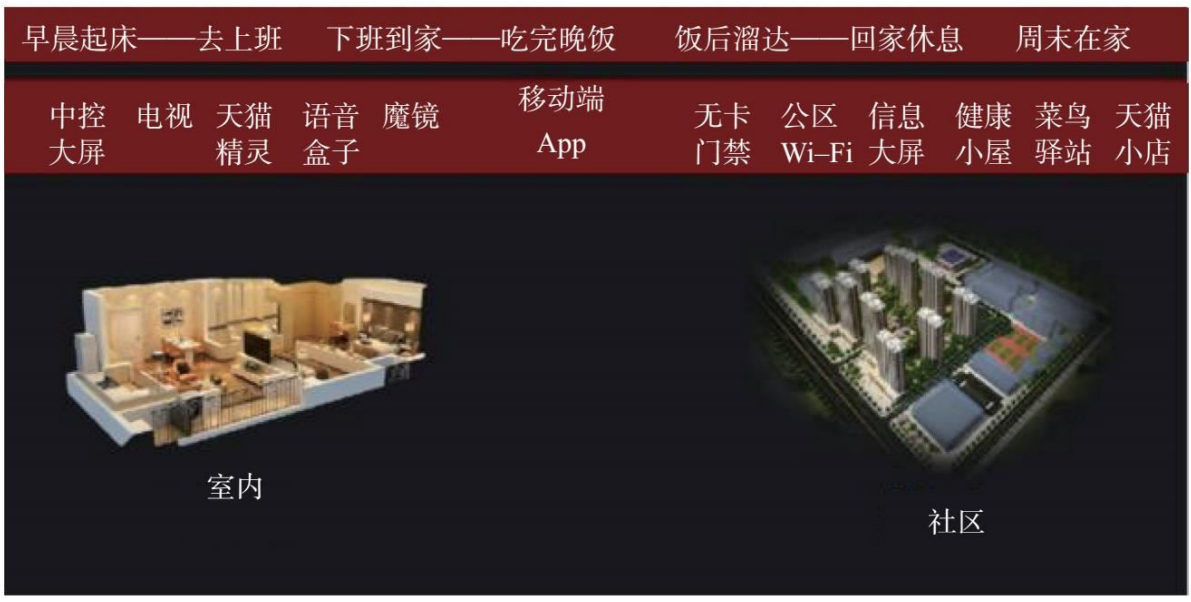 早晨起床——去上班 下班到家——吃完晚饭 饭后溜达——回家休息 周末在家
中控大屏
电视
天猫精灵
语音盒子
魔镜
移动端
App
无卡门禁
公区Wi–Fi
信息大屏
健康小屋
菜鸟驿站
天猫小店
室内
社区